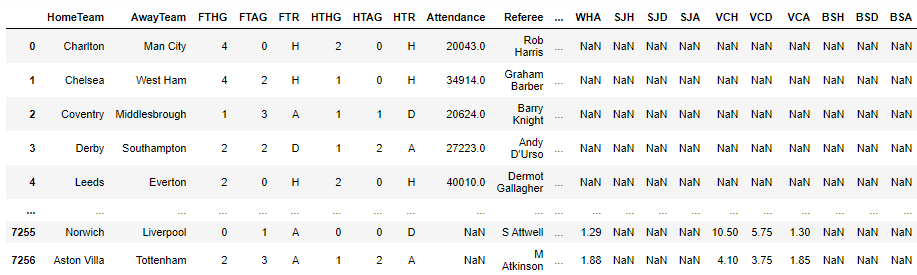 HomeTeam AwayTeam FTHG FTAG FTR HTHG HTAG HTR Attendance Referee ... WHA SJH SJD SJA VCH VCD VCA BSH BSD BSA
0 Charlton Man City 4 0 H 2 0 H 20043.0 Rob Harris ... NaN NaN NaN NaN NaN NaN NaN NaN NaN NaN
1 Chelsea West Ham 4 2 H 1 0 H 34914.0 Graham Barber ... NaN NaN NaN NaN NaN NaN NaN NaN NaN NaN
2 Coventry Middlesbrough 1 3 A 1 1 D 20624.0 Barry Knight ... NaN NaN NaN NaN NaN NaN NaN NaN NaN NaN
3 Derby Southampton 2 2 D 1 2 A 27223.0 Andy D'Urso ... NaN NaN NaN NaN NaN NaN NaN NaN NaN NaN
4 Leeds Everton 2 0 H 2 0 H 40010.0 Dermot Gallagher ... NaN NaN NaN NaN NaN NaN NaN NaN NaN NaN
... ... ... ... ... ... ... ... ... ... ... ... ... ... ... ... ... ... ... ... ... ...
7255 Norwich Liverpool 0 1 A 0 0 D NaN S Attwell ... 1.29 NaN NaN NaN 10.50 5.75 1.30 NaN NaN NaN
7256 Aston Villa Tottenham 2 3 A 1 2 A NaN M Atkinson ... 1.88 NaN NaN NaN 4.10 3.75 1.85 NaN NaN NaN